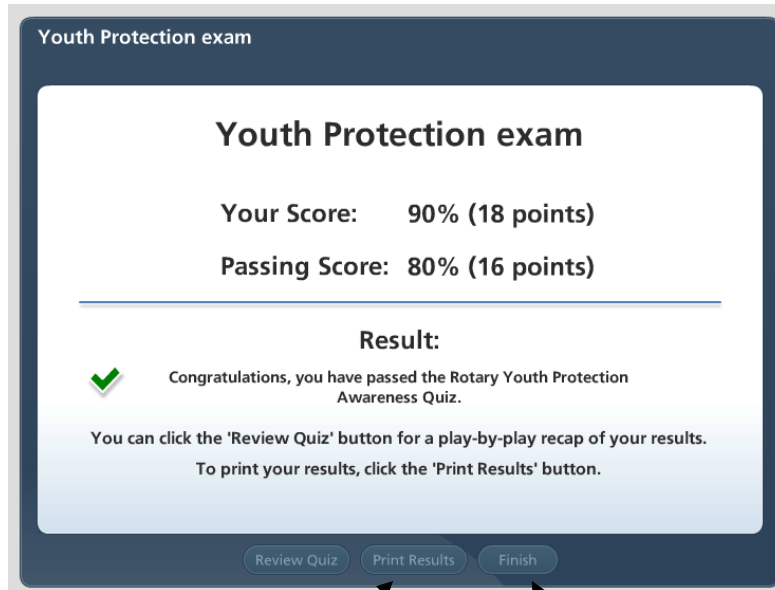 Youth Protection exam
Youth Protection exam
Your Score: 90% (18 points)
Passing Score: 80% (16 points)
Result:
Congratulations, you have passed the Rotary Youth Protection
Awareness Quiz.
You can click the 'Review Quiz' button for a play-by-play recap of your results.
To print your results, click the 'Print Results' button.
Review Quiz Print Results Finish